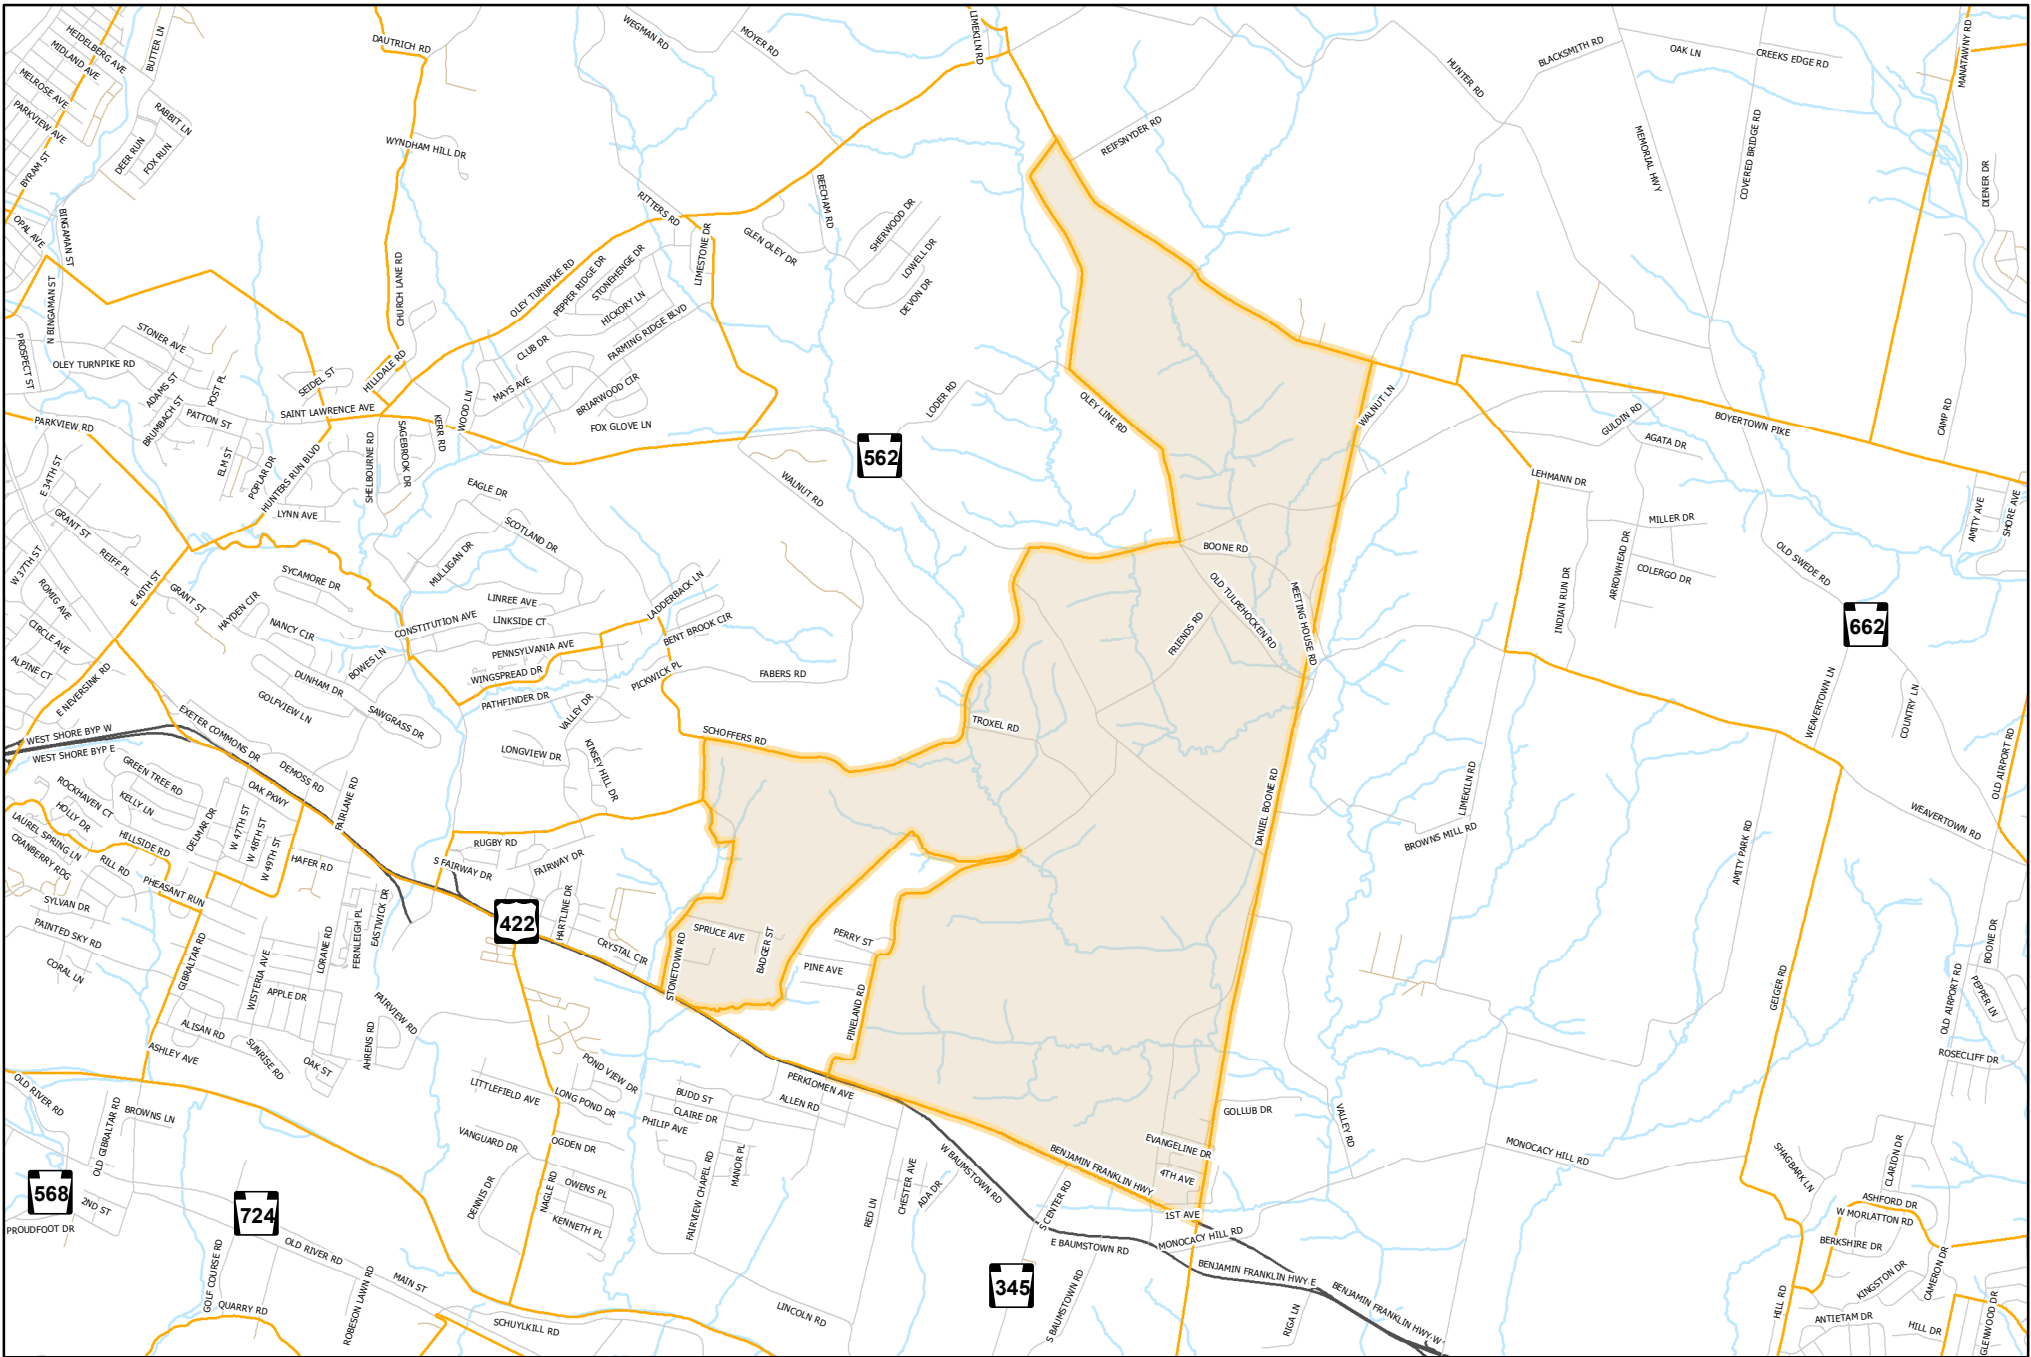 HEIDELBERG AVE
MIDLAND AVE
BUTTER LN
MELROSE AVE
PARKVIEW AVE
RABBIT LN
DEER RUN
FOX RUN
BYRAM ST
OPAL AVE
BINGAMAN ST
N BINGAMAN ST
PROSPECT ST
DAUTRICH RD
WYNDHAM HILL DR
CHURCH LANE RD
WEGMAN RD
MOYER RD
LIMEKILN RD
REIFSNYDER RD
HUNTER RD
BLACKSMITH RD
OAK LN
CREEKS EDGE RD
MANATAWNY RD
MEMORIAL HWY
COVERED BRIDGE RD
DIENER DR
RITTERS RD
LIMESTONE DR
BEECHAM RD
GLEN OLEY DR
SHERWOOD DR
LOWELL DR
DEVON DR
OLEY TURNPIKE RD
PEPPER RIDGE DR
STONEHENGE DR
HICKORY LN
FARMING RIDGE BLVD
CLUB DR
MAYS AVE
BRIARWOOD CIR
FOX GLOVE LN
STONER AVE
OLEY TURNPIKE RD
ADAMS ST
POST PL
BRUMBACH ST
PATTON ST
SEIDEL ST
HILLDALE RD
SAINT LAWRENCE AVE
KERR RD
WOOD LN
PARKVIEW RD
ELM ST
POPLAR DR
HUNTERS RUN BLVD
SHELBOURNE RD
SAGEBROOK DR
LYNN AVE
E 34TH ST
GRANT ST
REIFF PL
W 37TH ST
ROMIG AVE
E 40TH ST
GRANT ST
CIRCLE AVE
ALPINE CT
E NEVERSINK RD
HAYDEN CIR
SYCAMORE DR
NANCY CIR
BOWES LN
DUNHAM DR
GOLFVIEW LN
SAWGRASS DR
EAGLE DR
SCOTLAND DR
MULLIGAN DR
LINREE AVE
LINKSIDE CT
CONSTITUTION AVE
PENNSYLVANIA AVE
WINGSPREAD DR
PATHFINDER DR
LADDERBACK LN
BENT BROOK CIR
PICKWICK PL
VALLEY DR
LONGVIEW DR
KINSEY HILL DR
FABERS RD
WALNUT RD
562
LODER RD
OLEY LINE RD
WALNUT LN
BOONE RD
OLD TULPEHOCKEN RD
FRIENDS RD
MEETING HOUSE RD
TROXEL RD
SCHOFFERS RD
DANIEL BOONE RD
GULDIN RD
AGATA DR
BOYERTOWN PIKE
CAMP RD
LEHMANN DR
MILLER DR
COLERGO DR
ARROWHEAD DR
INDIAN RUN DR
OLD SWEDE RD
AMITY AVE
SHORE AVE
662
WEAVERTOWN LN
COUNTRY LN
OLD AIRPORT RD
WEAVERTOWN RD
LIMEKILN RD
BROWNS MILL RD
AMITY PARK RD
GEIGER RD
BOONE DR
PEPPER LN
OLD AIRPORT RD
ROSECLIFF DR
WEST SHORE BYP W
WEST SHORE BYP E
EXETER COMMONS DR
DEMOSS RD
OAK PKWY
FAIRLANE RD
GREEN TREE RD
ROCKHAVEN CT
KELLY LN
HOLLY DR
LAUREL SPRING LN
CRANBERRY RDG
HILLSIDE RD
RILL RD
DELMAR DR
W 47TH ST
W 48TH ST
W 49TH ST
HAFER RD
PHEASANT RUN
SYLVAN DR
PAINTED SKY RD
CORAL LN
GIBRALTAR RD
WISTERIA AVE
LORANE RD
FERNLEIGH PL
EASTWICK DR
APPLE DR
ALISAN RD
ASHLEY AVE
SUNRISE RD
OAK ST
AHRENS RD
FAIRVIEW RD
RUGBY RD
S FAIRWAY DR
FAIRWAY DR
422
HARTLINE DR
CRYSTAL CIR
STONETOWN RD
SPRUCE AVE
BADGER ST
PERRY ST
PINE AVE
PINELAND RD
PERKIOMEN AVE
ALLEN RD
POND VIEW DR
LONG POND DR
LITTLEFIELD AVE
VANGUARD DR
OGDEN DR
BUDD ST
CLAIRE DR
PHILIP AVE
MANOR PL
FAIRVIEW CHAPEL RD
DENNIS DR
NAGLE RD
OWENS PL
KENNETH PL
OLD RIVER RD
BROWNS LN
OLD GIBRALTAR RD
568
2ND ST
PROUDFOOT DR
724
OLD RIVER RD
GOLF COURSE RD
QUARRY RD
ROBESON LAWN RD
MAIN ST
SCHUYLKILL RD
LINCOLN RD
RED LN
CHESTER AVE
ADA DR
W BAUMSTOWN RD
S CENTER RD
BENJAMIN FRANKLIN HWY
EVANGELINE DR
4TH AVE
1ST AVE
GOLLUB DR
VALLEY RD
MONOCACY HILL RD
E BAUMSTOWN RD
MONOCACY HILL RD
345
S BAUMSTOWN RD
BENJAMIN FRANKLIN HWY E
BENJAMIN FRANKLIN HWY W
RIGA LN
SHAGBARK LN
CLARION DR
ASHFORD DR
W MORLATTON RD
BERKSHIRE DR
KINGSTON DR
CAMERON DR
ANTIETAM DR
HILL RD
HILL DR
GLENWOOD DR